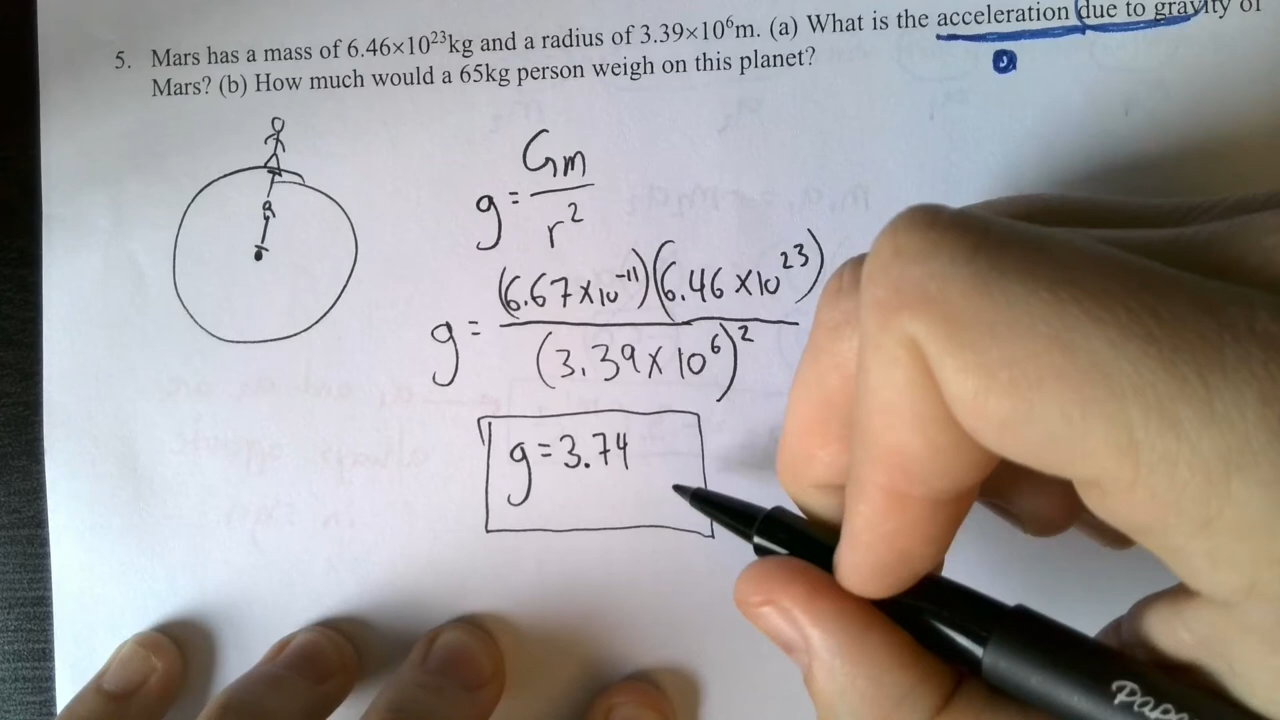 5. Mars has a mass of 6.46×10²³kg and a radius of 3.39×10⁶m. (a) What is the acceleration due to gravity of
Mars? (b) How much would a 65kg person weigh on this planet?
g = Gm / r²
g = (6.67×10⁻¹¹)(6.46×10²³) / (3.39×10⁶)²
g = 3.74